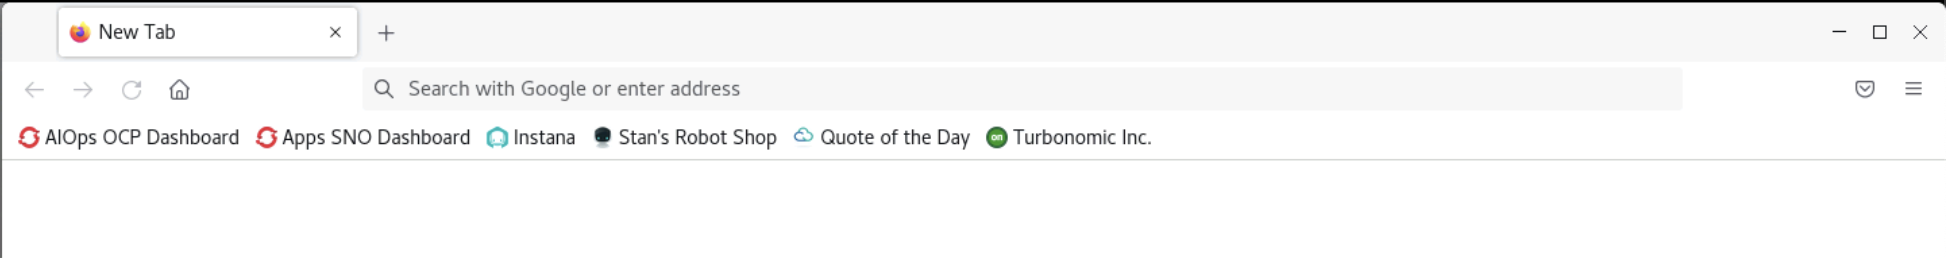 New Tab
Search with Google or enter address
AIOps OCP Dashboard Apps SNO Dashboard Instana Stan's Robot Shop Quote of the Day on Turbonomic Inc.